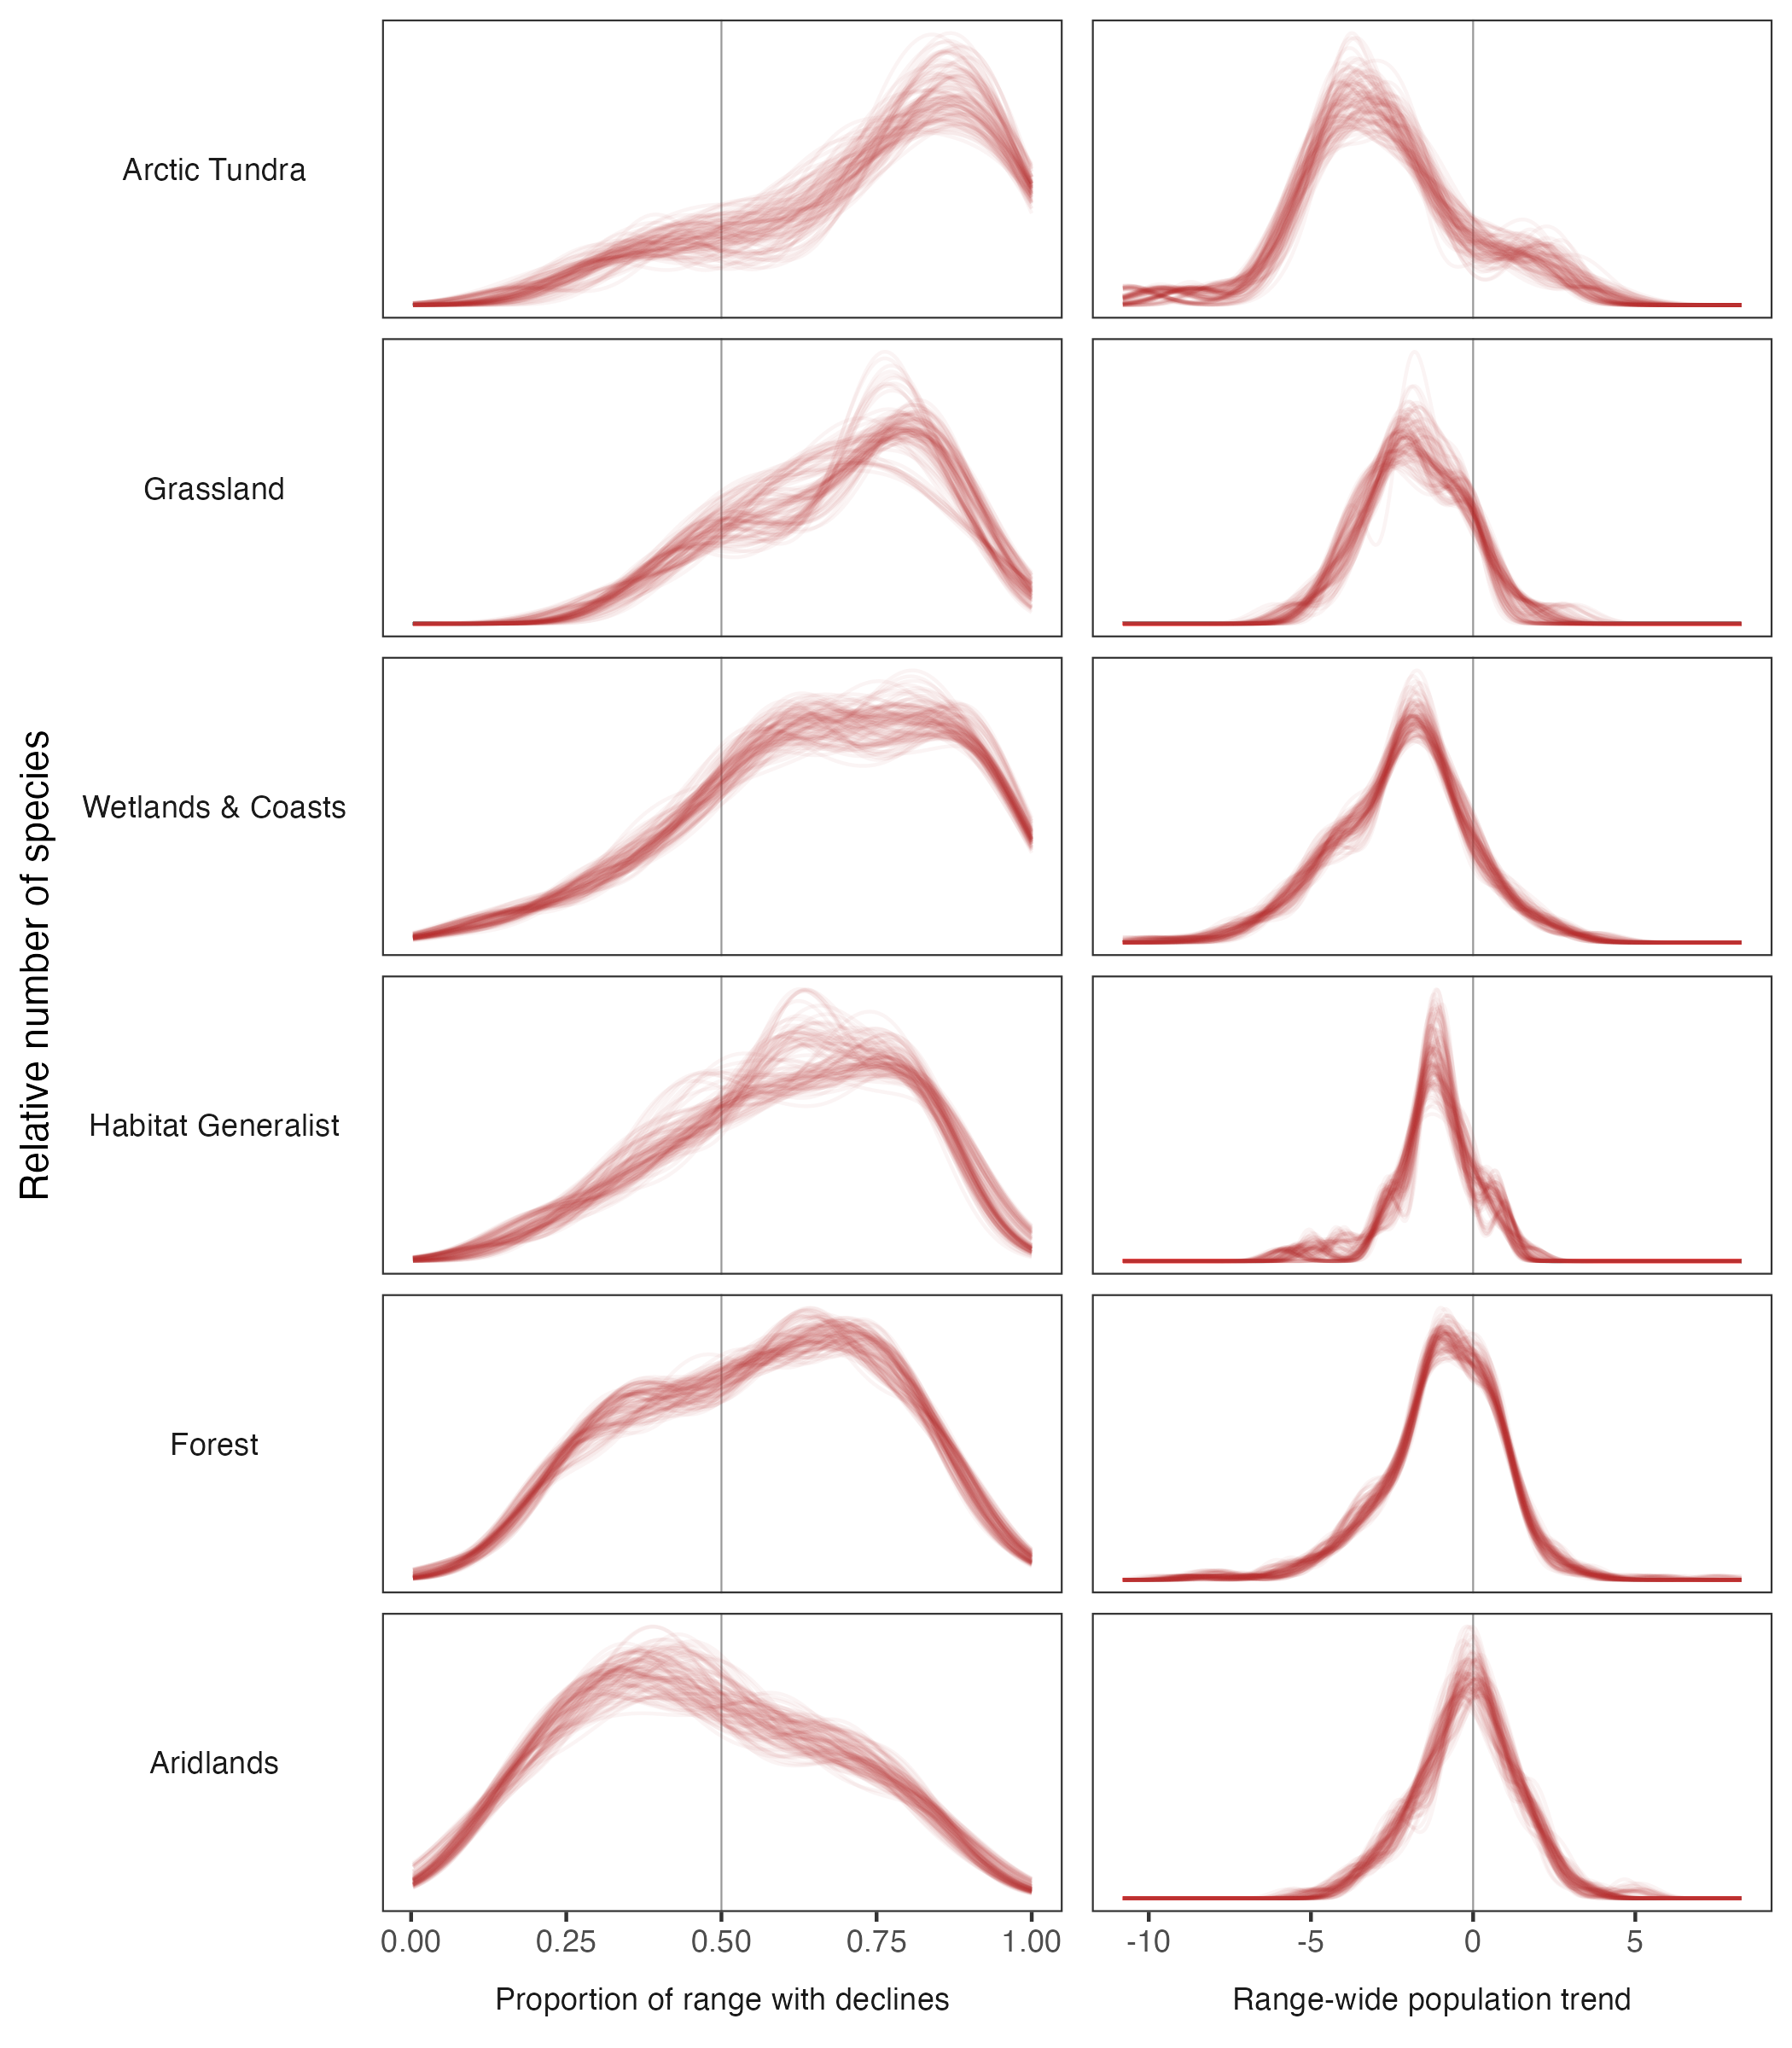 Relative number of species
Arctic Tundra
Grassland
Wetlands & Coasts
Habitat Generalist
Forest
Aridlands
0.00 0.25 0.50 0.75 1.00
-10 -5 0 5
Proportion of range with declines
Range-wide population trend